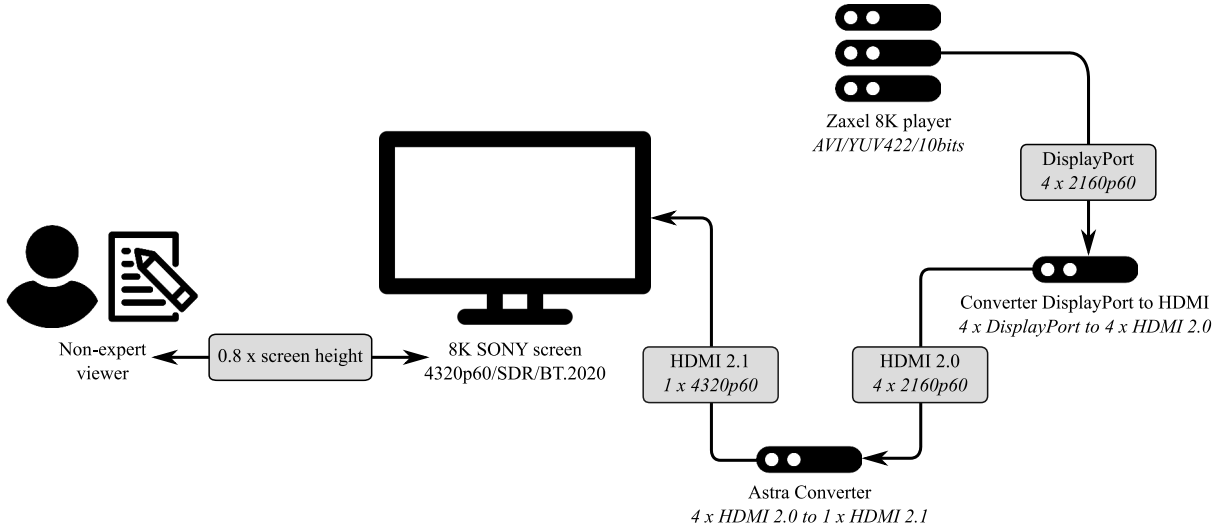 Zaxel 8K player
AVI/YUV422/10bits
DisplayPort
4 x 2160p60
Converter DisplayPort to HDMI
4 x DisplayPort to 4 x HDMI 2.0
HDMI 2.0
4 x 2160p60
Astra Converter
4 x HDMI 2.0 to 1 x HDMI 2.1
HDMI 2.1
1 x 4320p60
8K SONY screen
4320p60/SDR/BT.2020
0.8 x screen height
Non-expert
viewer